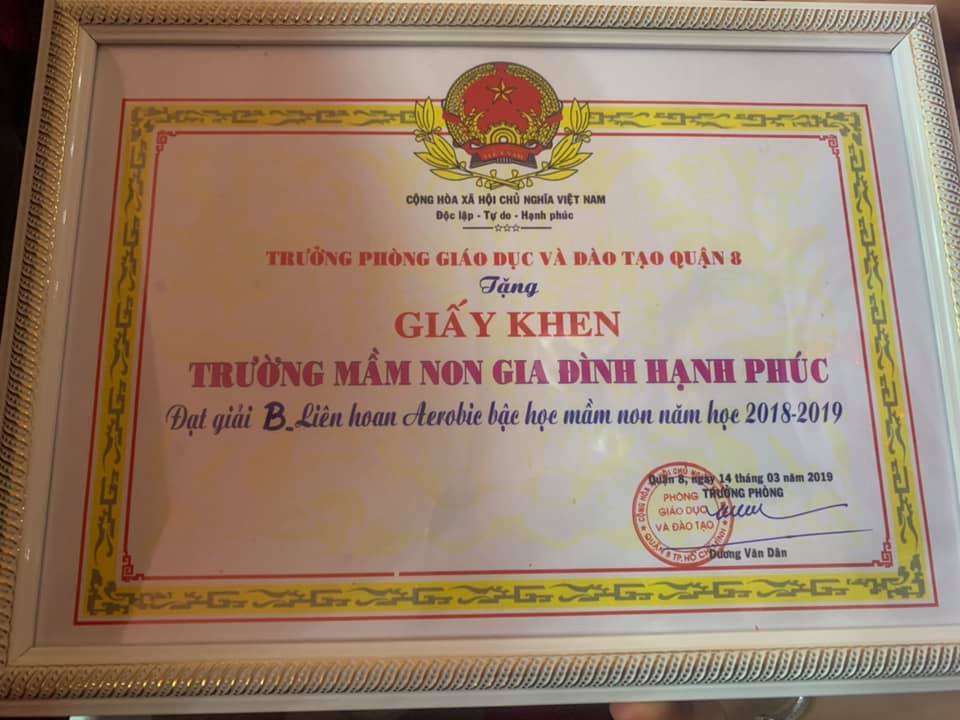 VIỆT NAM
CỘNG HÒA XÃ HỘI CHỦ NGHĨA VIỆT NAM
Độc lập - Tự do - Hạnh phúc
TRƯỞNG PHÒNG GIÁO DỤC VÀ ĐÀO TẠO QUẬN 8
Tặng
GIẤY KHEN
TRƯỜNG MẦM NON GIA ĐÌNH HẠNH PHÚC
Đạt giải B_Liên hoan Aerobic bậc học mầm non năm học 2018-2019
Quận 8, ngày 14 tháng 03 năm 2019
TRƯỞNG PHÒNG
PHÒNG
GIÁO DỤC
VÀ ĐÀO TẠO
Dương Văn Dân